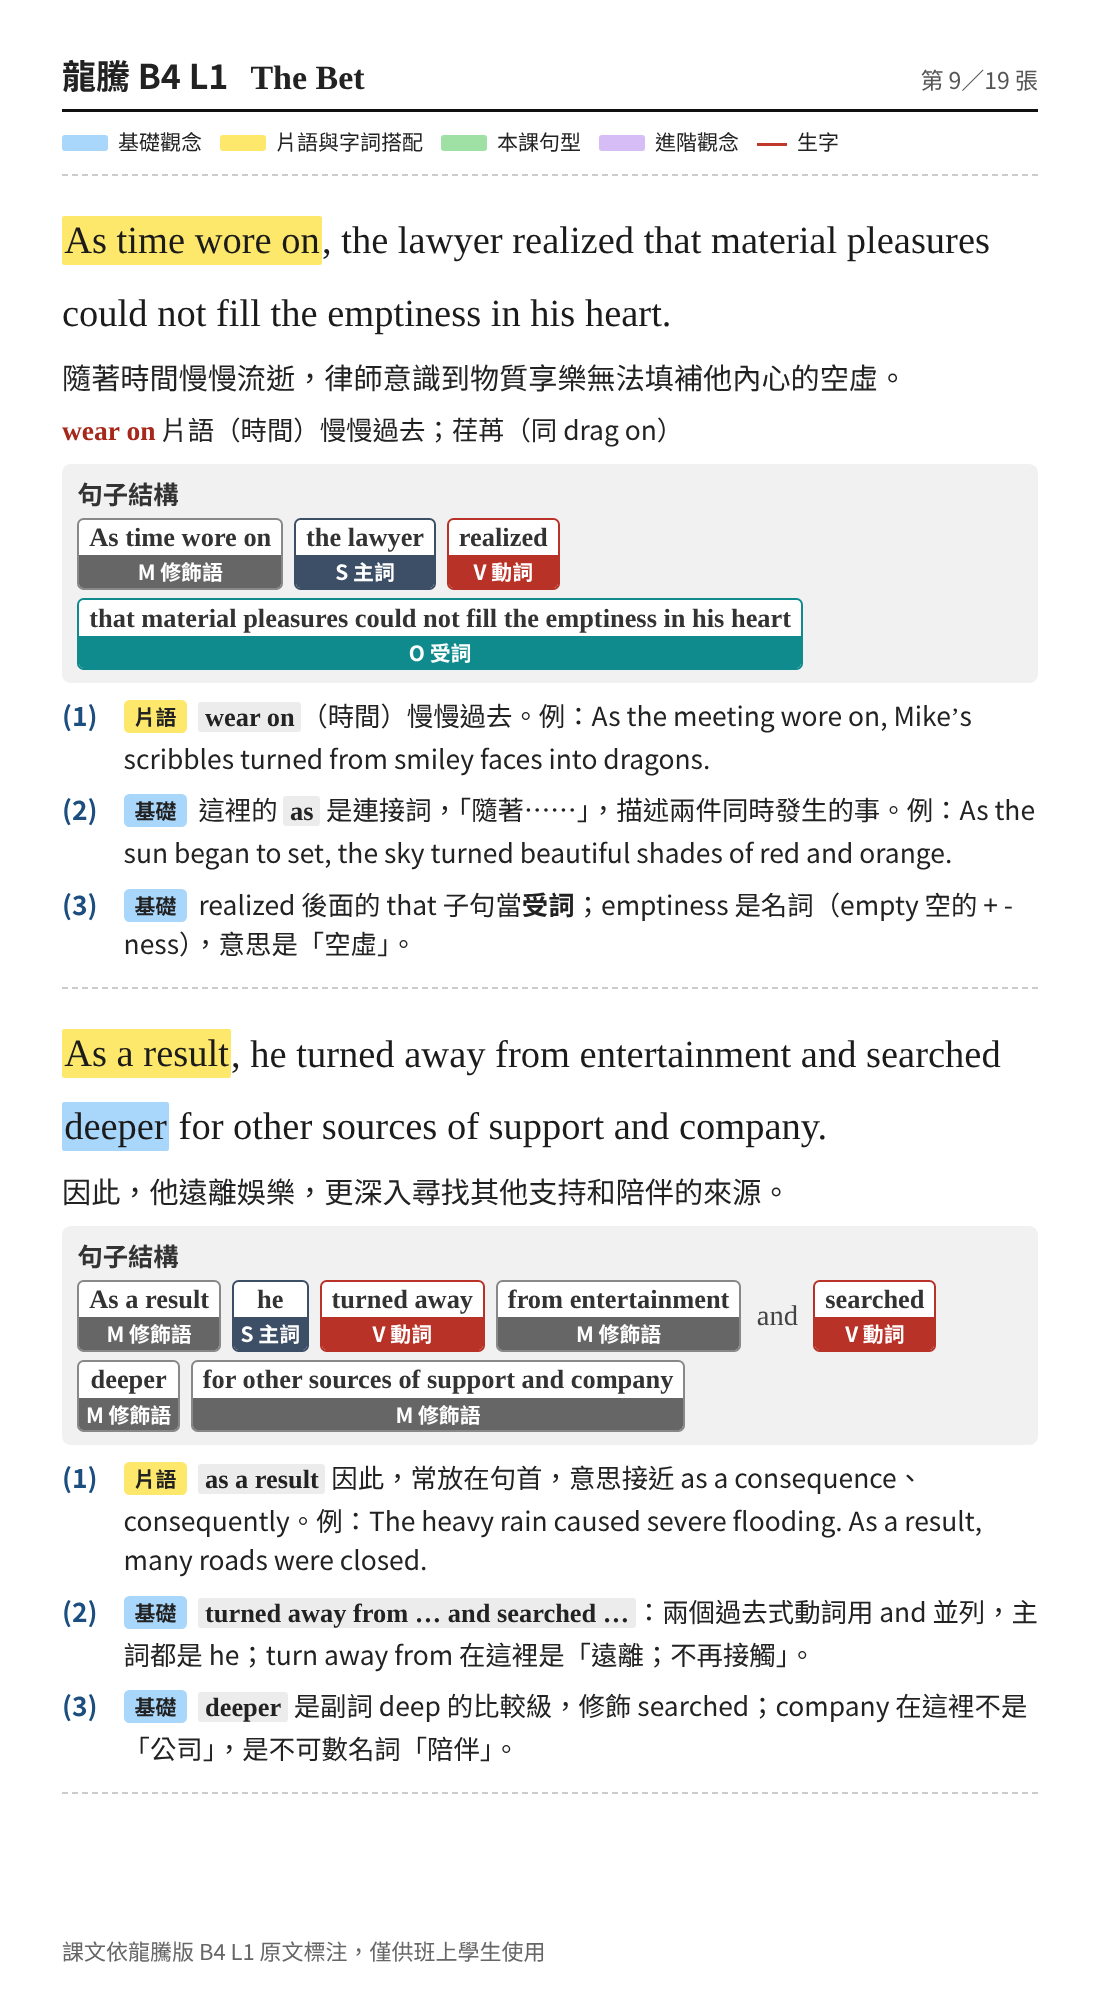 龍騰 B4 L1 The Bet
第 9／19 張
基礎觀念 片語與字詞搭配 本課句型 進階觀念 生字
As time wore on, the lawyer realized that material pleasures
could not fill the emptiness in his heart.
隨著時間慢慢流逝，律師意識到物質享樂無法填補他內心的空虛。
wear on 片語（時間）慢慢過去；荏苒（同 drag on）
句子結構
As time wore on the lawyer realized
M 修飾語 S 主詞 V 動詞
that material pleasures could not fill the emptiness in his heart
O 受詞
(1) 片語 wear on（時間）慢慢過去。例：As the meeting wore on, Mike’s
scribbles turned from smiley faces into dragons.
(2) 基礎 這裡的 as 是連接詞，「隨著……」，描述兩件同時發生的事。例：As the
sun began to set, the sky turned beautiful shades of red and orange.
(3) 基礎 realized 後面的 that 子句當受詞；emptiness 是名詞（empty 空的 + -
ness），意思是「空虛」。
As a result, he turned away from entertainment and searched
deeper for other sources of support and company.
因此，他遠離娛樂，更深入尋找其他支持和陪伴的來源。
句子結構
As a result he turned away from entertainment and searched
M 修飾語 S 主詞 V 動詞 M 修飾語 V 動詞
deeper for other sources of support and company
M 修飾語 M 修飾語
(1) 片語 as a result 因此，常放在句首，意思接近 as a consequence、
consequently。例：The heavy rain caused severe flooding. As a result,
many roads were closed.
(2) 基礎 turned away from … and searched …：兩個過去式動詞用 and 並列，主
詞都是 he；turn away from 在這裡是「遠離；不再接觸」。
(3) 基礎 deeper 是副詞 deep 的比較級，修飾 searched；company 在這裡不是
「公司」，是不可數名詞「陪伴」。
課文依龍騰版 B4 L1 原文標注，僅供班上學生使用